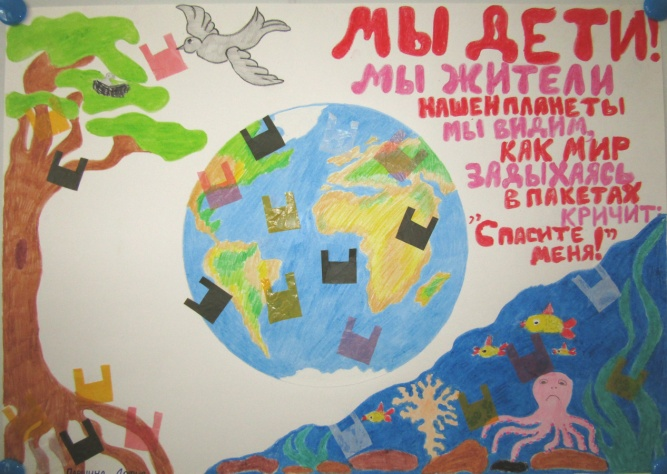 МЫ ДЕТИ!
МЫ ЖИТЕЛИ
НАШЕЙ ПЛАНЕТЫ
МЫ ВИДИМ,
КАК МИР
ЗАДЫХАЯСЬ
В ПАКЕТАХ
КРИЧИТ:
"СПАСИТЕ
МЕНЯ!"